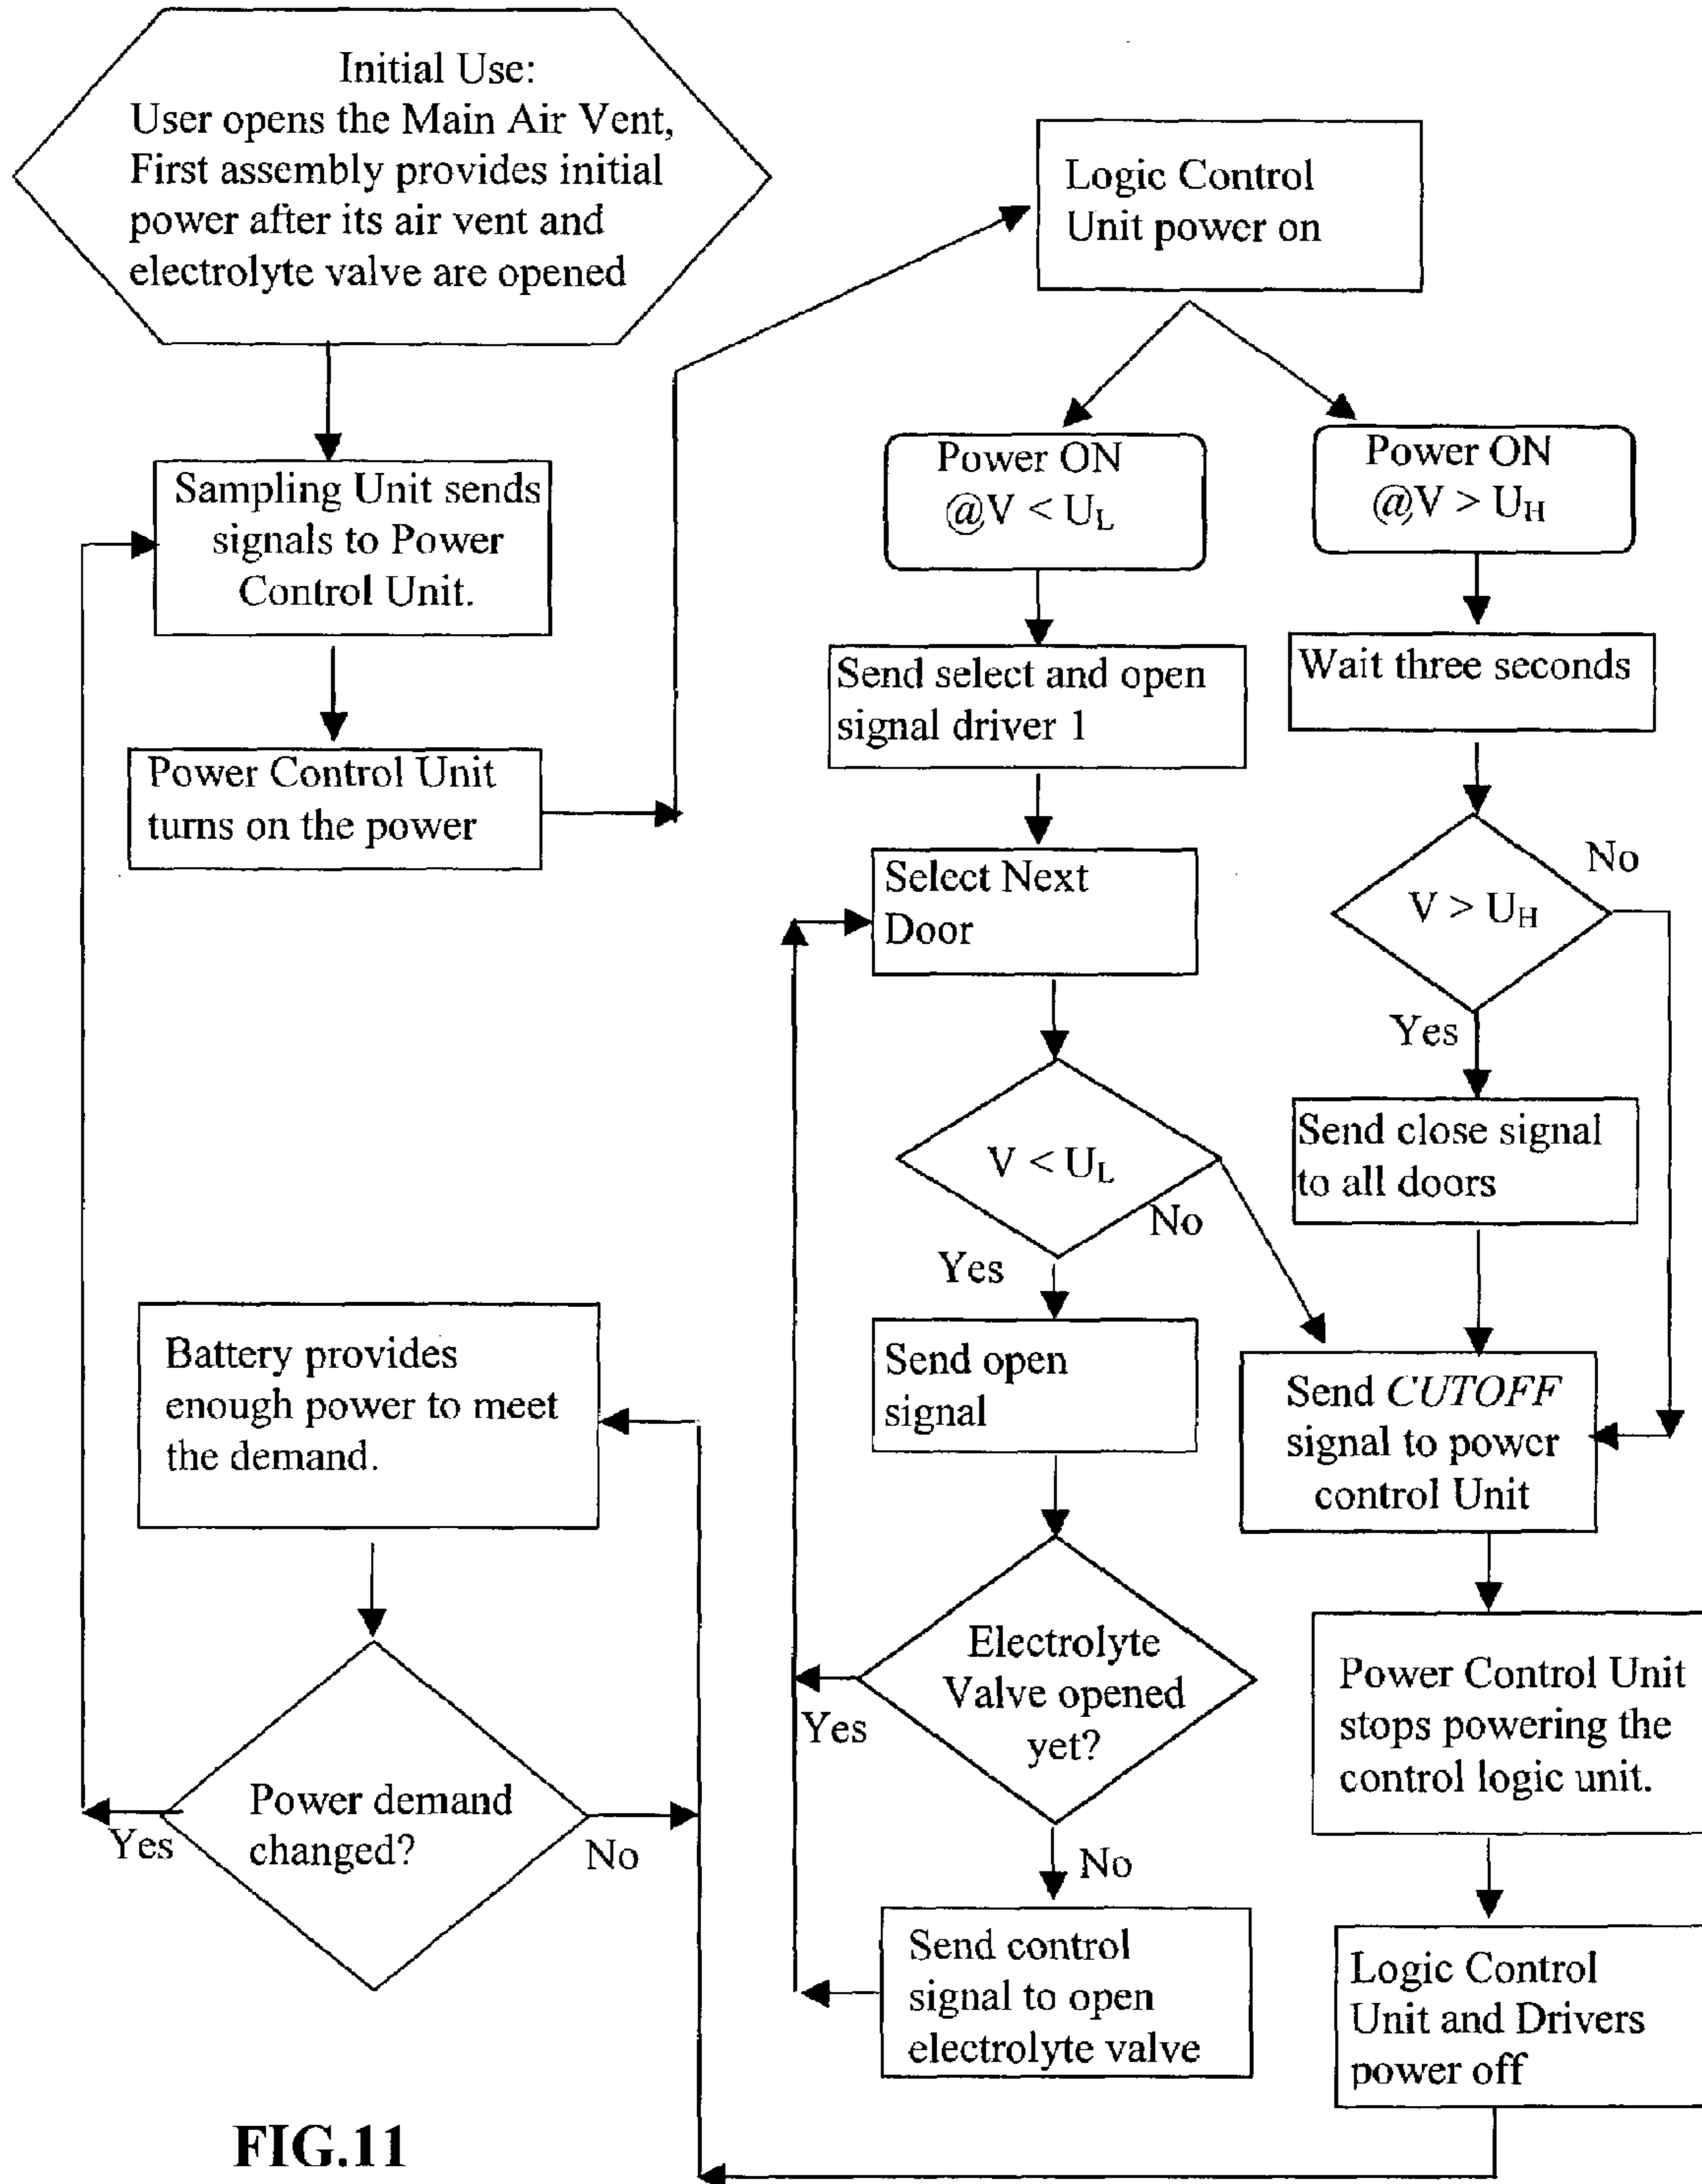 Initial Use:
User opens the Main Air Vent,
First assembly provides initial
power after its air vent and
electrolyte valve are opened
Sampling Unit sends
signals to Power
Control Unit.
Power Control Unit
turns on the power
Logic Control
Unit power on
Power ON
@V < U_L
Power ON
@V > U_H
Send select and open
signal driver 1
Wait three seconds
Select Next
Door
V > U_H
No
Yes
V < U_L
No
Yes
Send close signal
to all doors
Send open
signal
Send CUTOFF
signal to power
control Unit
Electrolyte
Valve opened
yet?
Yes
No
Send control
signal to open
electrolyte valve
Power Control Unit
stops powering the
control logic unit.
Logic Control
Unit and Drivers
power off
Battery provides
enough power to meet
the demand.
Power demand
changed?
Yes
No
FIG.11